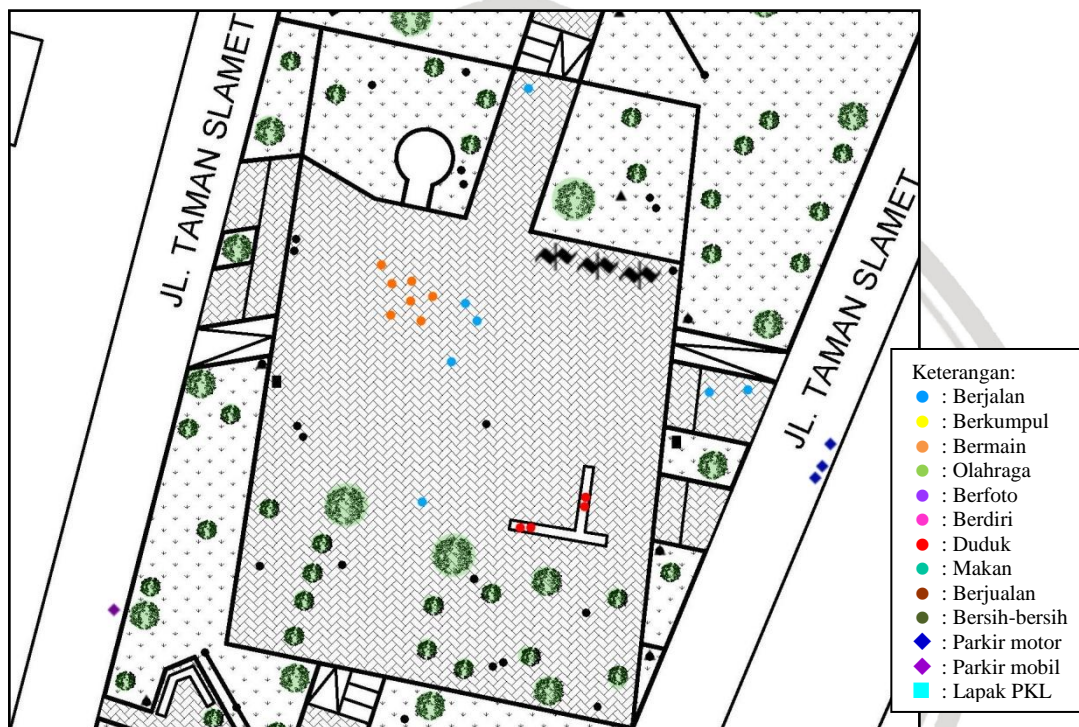 JL. TAMAN SLAMET
JL. TAMAN SLAMET
Keterangan:
: Berjalan
: Berkumpul
: Bermain
: Olahraga
: Berfoto
: Berdiri
: Duduk
: Makan
: Berjualan
: Bersih-bersih
: Parkir motor
: Parkir mobil
: Lapak PKL